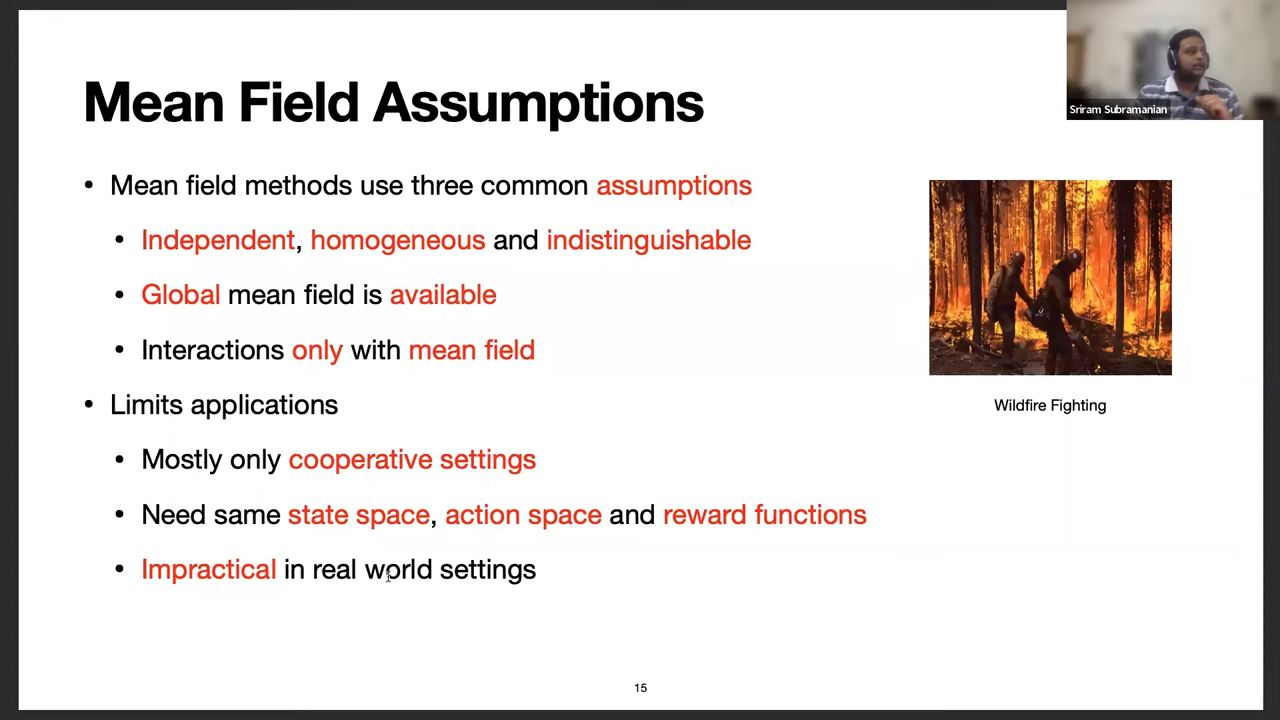 Mean Field Assumptions
Sriram Subramanian
• Mean field methods use three common assumptions
• Independent, homogeneous and indistinguishable
• Global mean field is available
• Interactions only with mean field
• Limits applications
Wildfire Fighting
• Mostly only cooperative settings
• Need same state space, action space and reward functions
• Impractical in real world settings
15